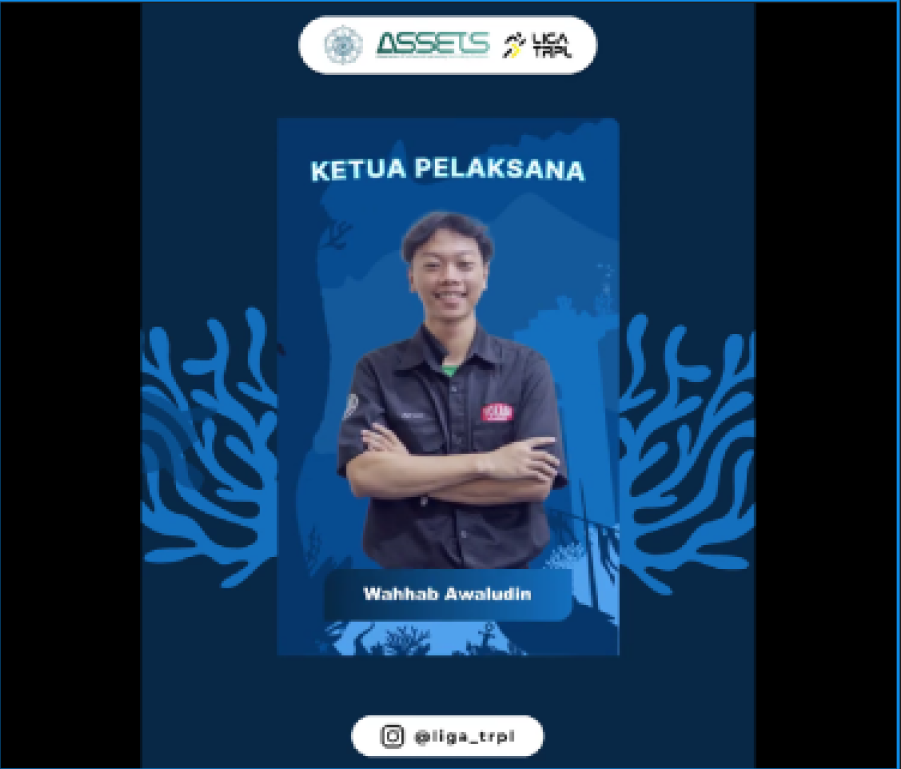 ASSETS
LIGA
TRPL
KETUA PELAKSANA
Wahhab Awaludin
@liga_trpl